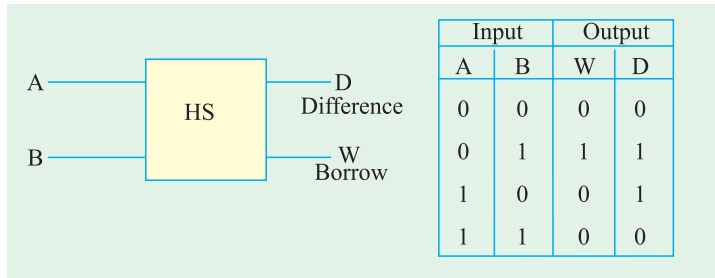 A
B
HS
D
Difference
W
Borrow
Input Output
A B W D
0 0 0 0
0 1 1 1
1 0 0 1
1 1 0 0